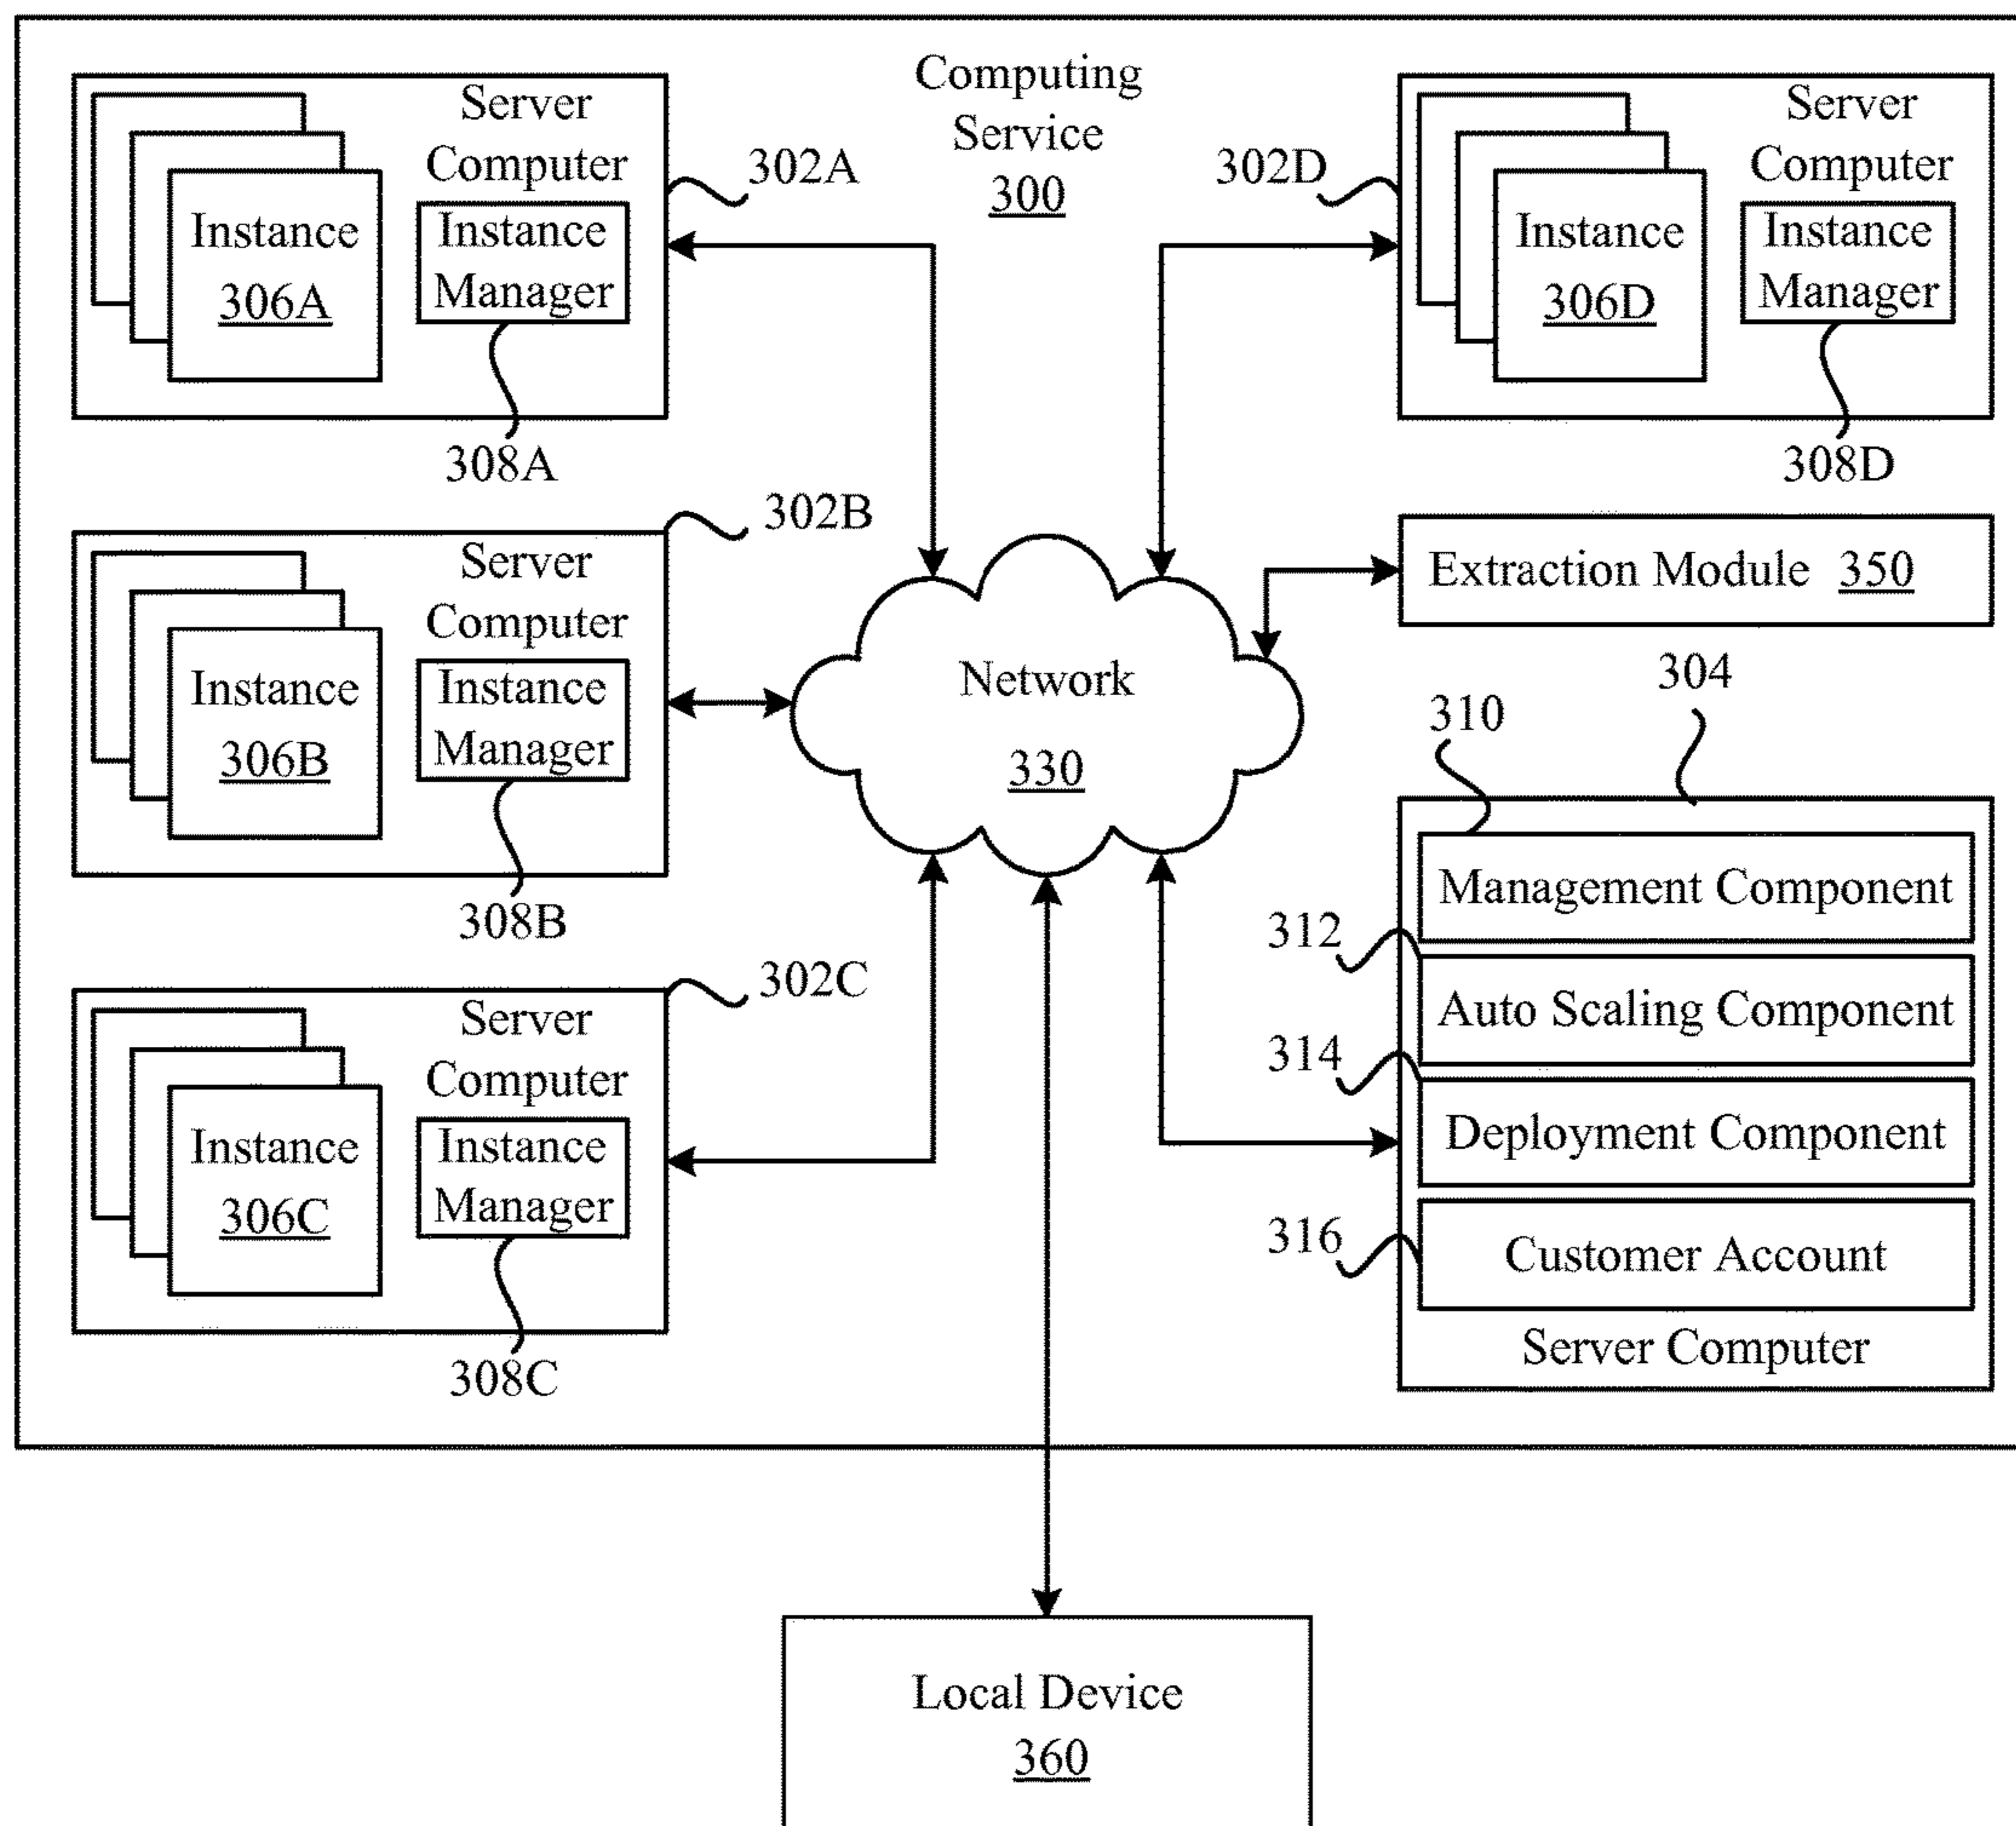 Computing
Service
300
Server
Computer
302A
Instance
306A
Instance
Manager
308A
302D
Server
Computer
Instance
306D
Instance
Manager
308D
302B
Server
Computer
Instance
306B
Instance
Manager
308B
Network
330
Extraction Module 350
304
310
Management Component
312
Auto Scaling Component
314
Deployment Component
316
Customer Account
Server Computer
302C
Server
Computer
Instance
306C
Instance
Manager
308C
Local Device
360